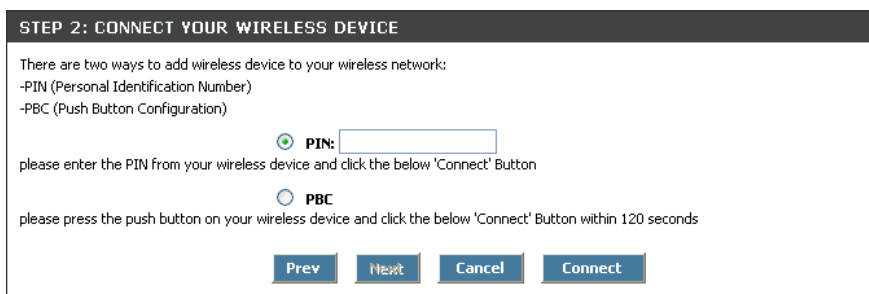 STEP 2: CONNECT YOUR WIRELESS DEVICE
There are two ways to add wireless device to your wireless network:
-PIN (Personal Identification Number)
-PBC (Push Button Configuration)
PIN:
please enter the PIN from your wireless device and click the below 'Connect' Button
PBC
please press the push button on your wireless device and click the below 'Connect' Button within 120 seconds
Prev Next Cancel Connect